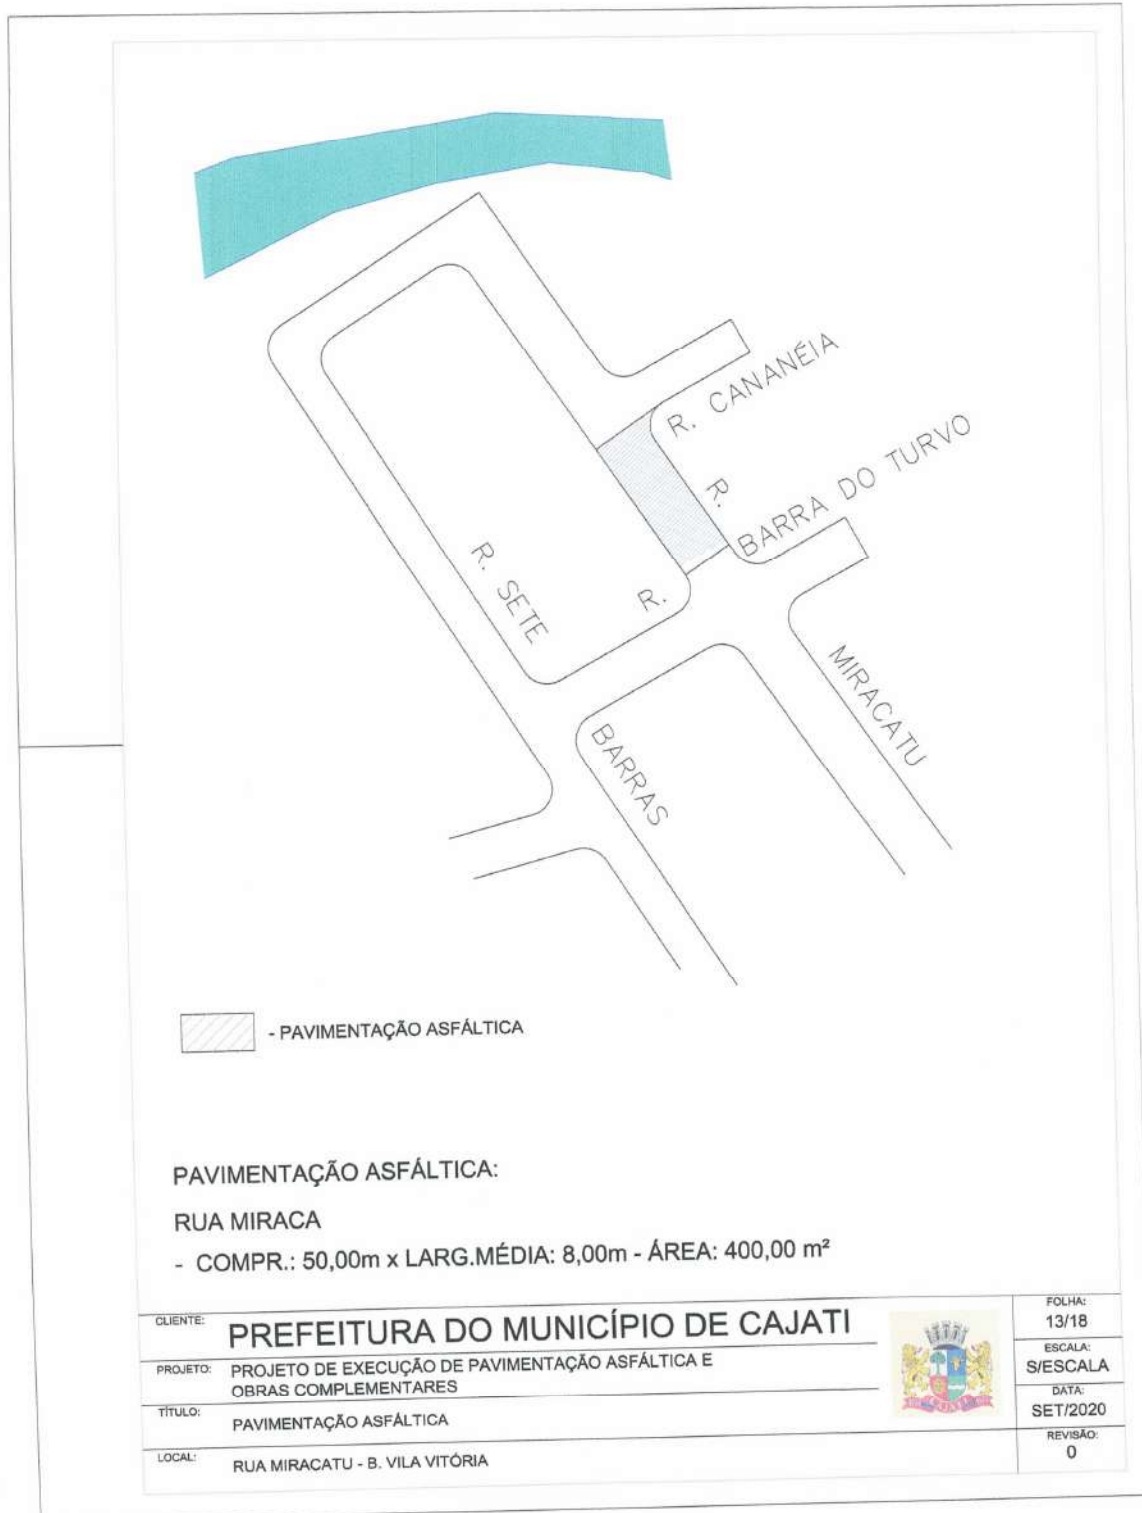 R. CANANÉIA
R.
BARRA DO TURVO
R. SETE
R.
MIRACATU
BARRAS
- PAVIMENTAÇÃO ASFÁLTICA
PAVIMENTAÇÃO ASFÁLTICA:
RUA MIRACA
- COMPR.: 50,00m x LARG.MÉDIA: 8,00m - ÁREA: 400,00 m²
CLIENTE:
PREFEITURA DO MUNICÍPIO DE CAJATI
PROJETO:
PROJETO DE EXECUÇÃO DE PAVIMENTAÇÃO ASFÁLTICA E
OBRAS COMPLEMENTARES
TÍTULO:
PAVIMENTAÇÃO ASFÁLTICA
LOCAL:
RUA MIRACATU - B. VILA VITÓRIA
CAJATI
FOLHA:
13/18
ESCALA:
S/ESCALA
DATA:
SET/2020
REVISÃO:
0